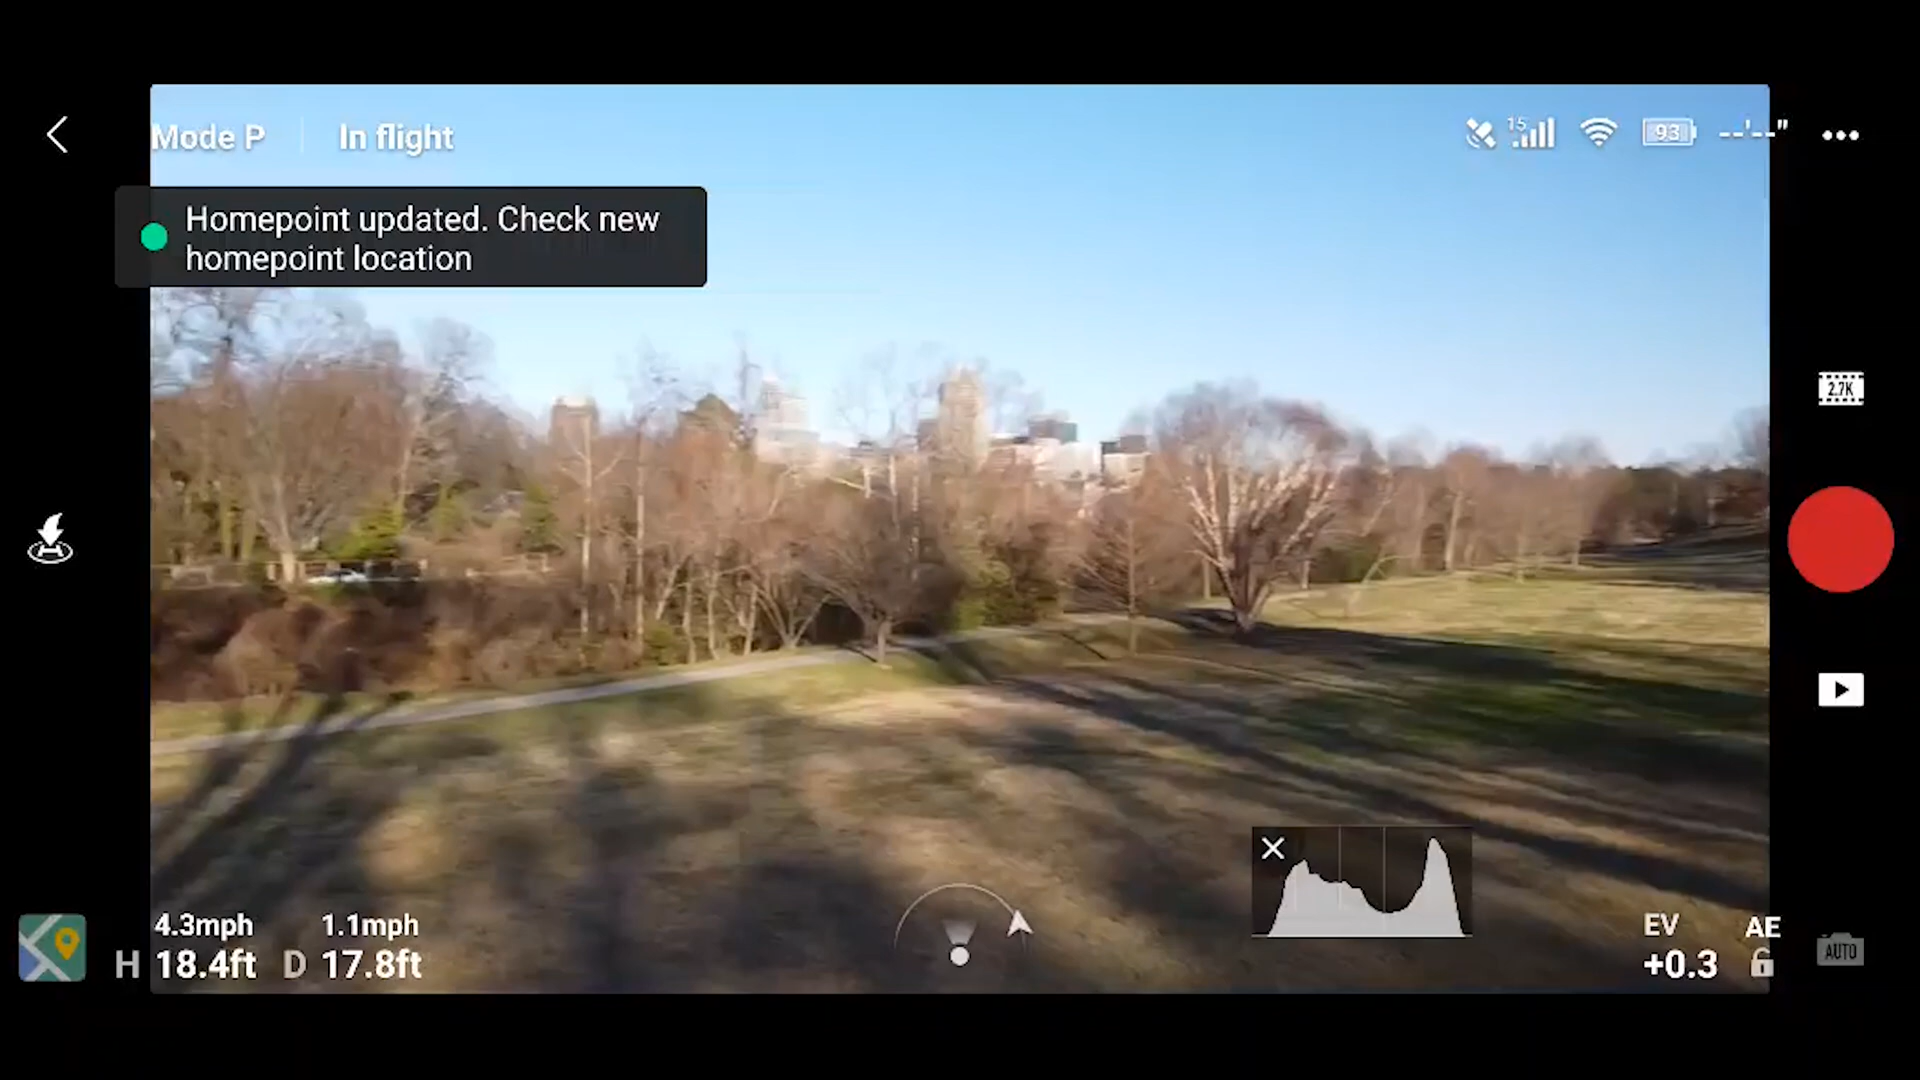 Mode P
In flight
15
93
--'--"
Homepoint updated. Check new
homepoint location
2.7K
4.3mph
1.1mph
H 18.4ft
D 17.8ft
EV
+0.3
AE
AUTO